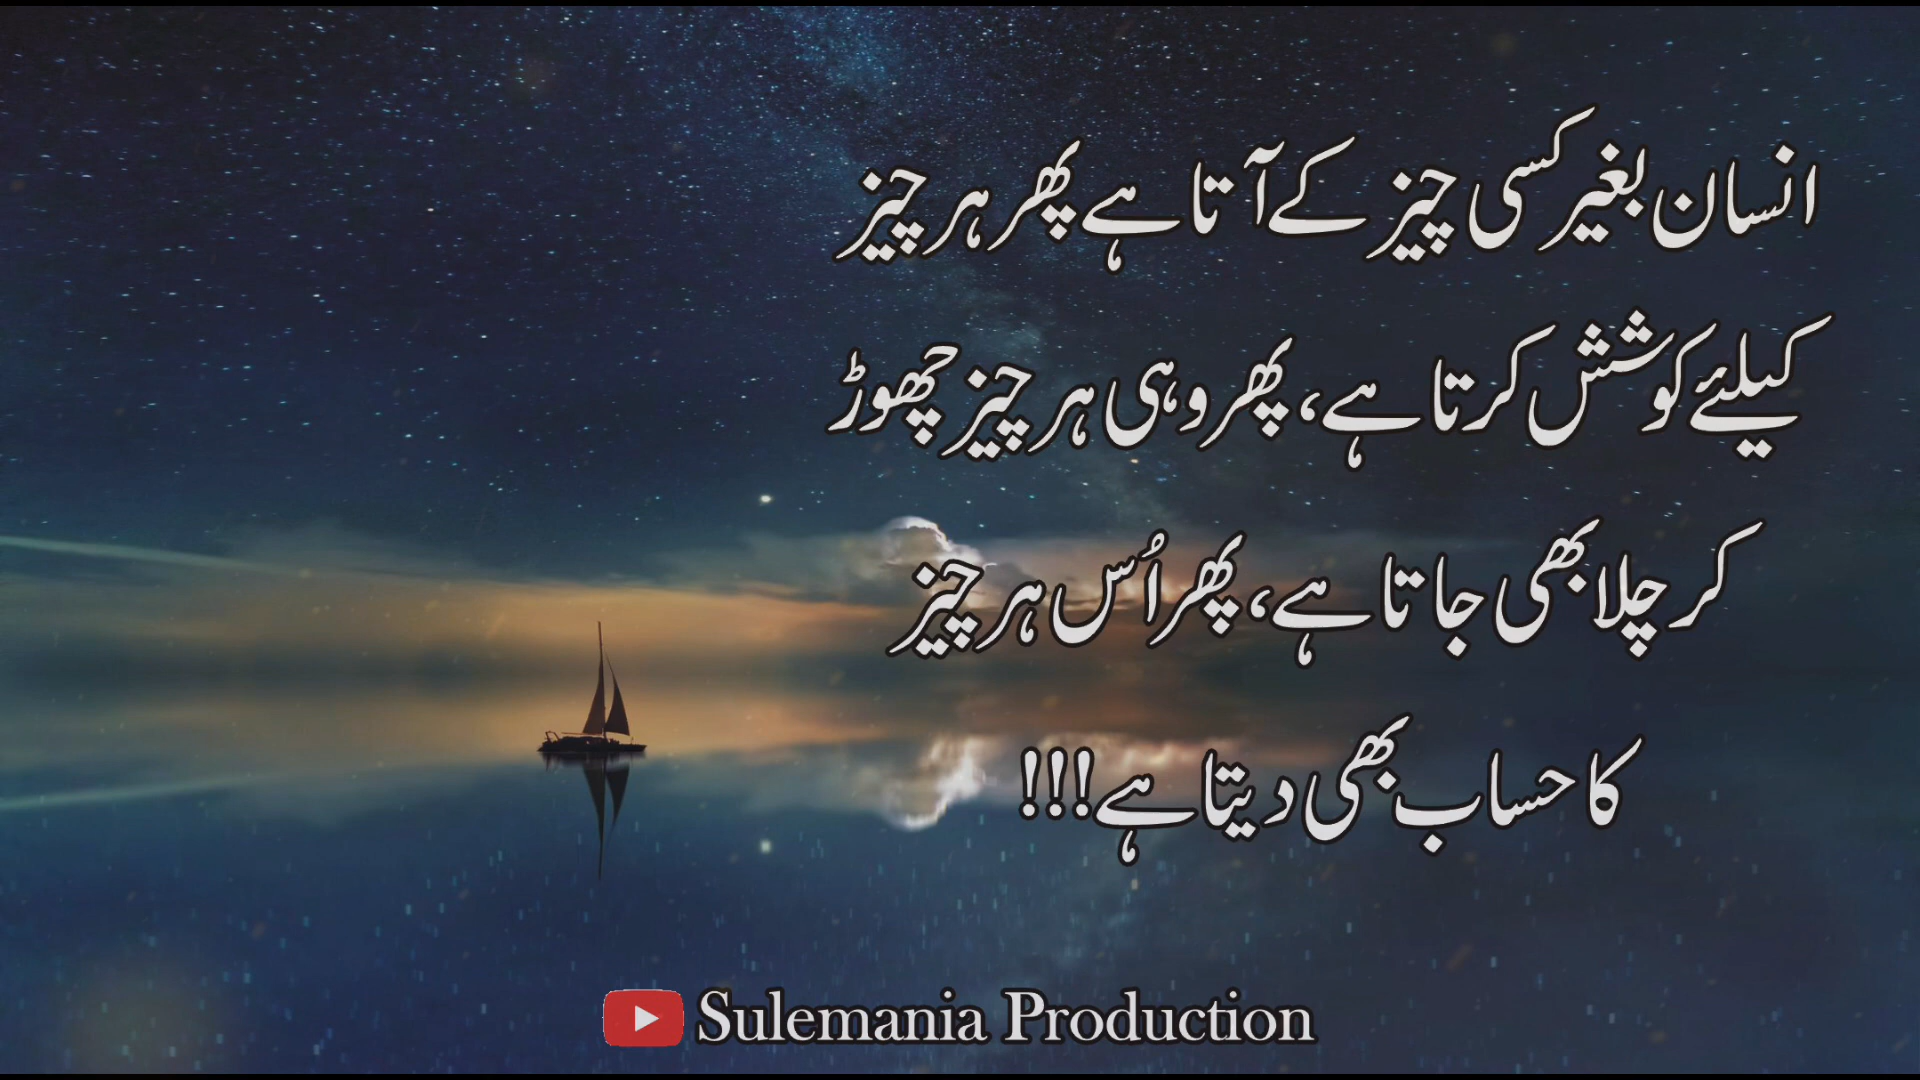 انسان بغیر کسی چیز کے آتا ہے پھر ہر چیز
کیلئے کوشش کرتا ہے، پھر وہی ہر چیز چھوڑ
کر چلا بھی جاتا ہے، پھر اُس ہر چیز
کا حساب بھی دیتا ہے!!!
Sulemania Production